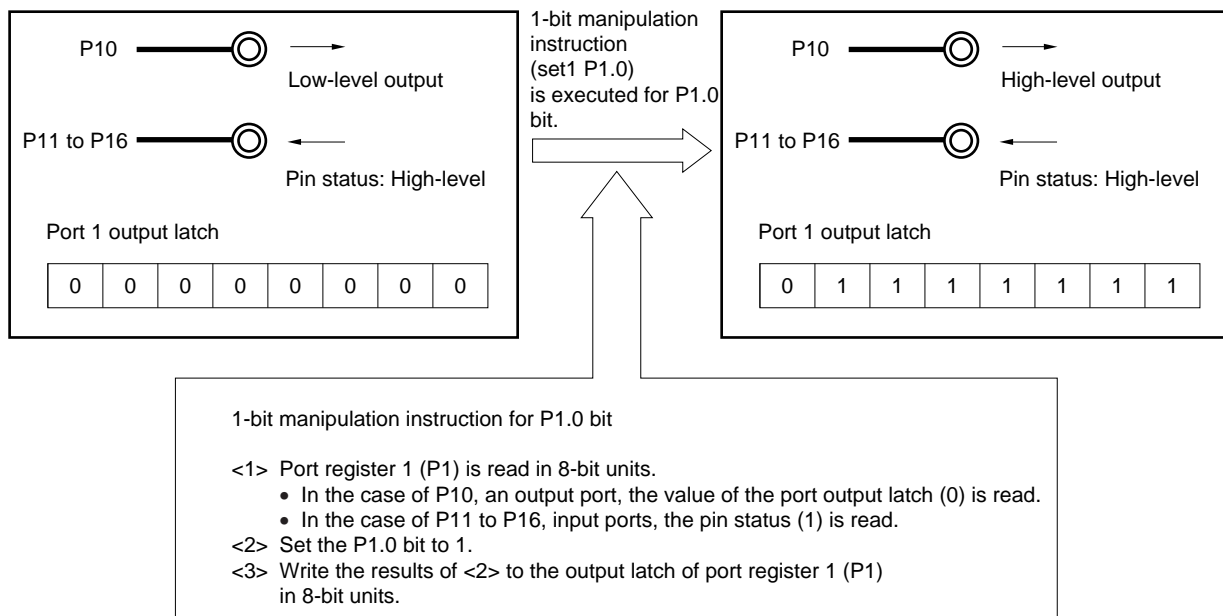 P10
Low-level output
P11 to P16
Pin status: High-level
Port 1 output latch
0 0 0 0 0 0 0 0
1-bit manipulation
instruction
(set1 P1.0)
is executed for P1.0
bit.
P10
High-level output
P11 to P16
Pin status: High-level
Port 1 output latch
0 1 1 1 1 1 1 1
1-bit manipulation instruction for P1.0 bit
<1> Port register 1 (P1) is read in 8-bit units.
• In the case of P10, an output port, the value of the port output latch (0) is read.
• In the case of P11 to P16, input ports, the pin status (1) is read.
<2> Set the P1.0 bit to 1.
<3> Write the results of <2> to the output latch of port register 1 (P1)
in 8-bit units.